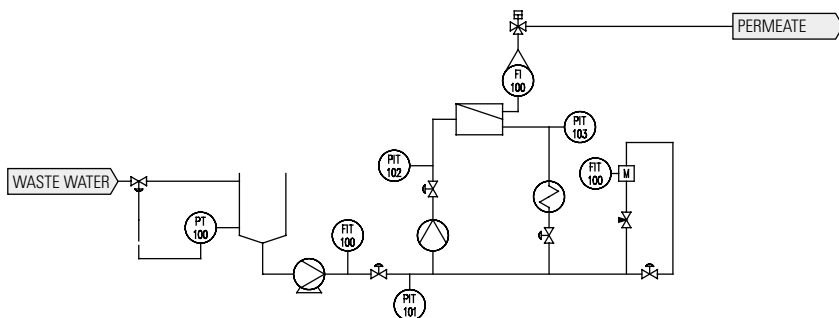 PERMEATE
FI
100
PIT
103
PIT
102
FIT
100
M
WASTE WATER
PT
100
FIT
100
PIT
101